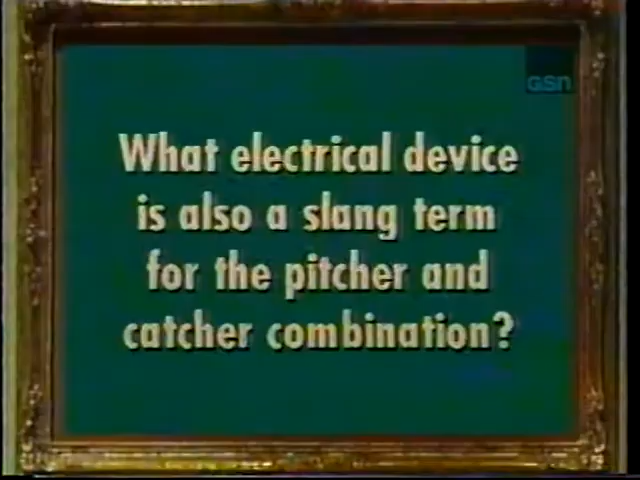 GSN
What electrical device
is also a slang term
for the pitcher and
catcher combination?